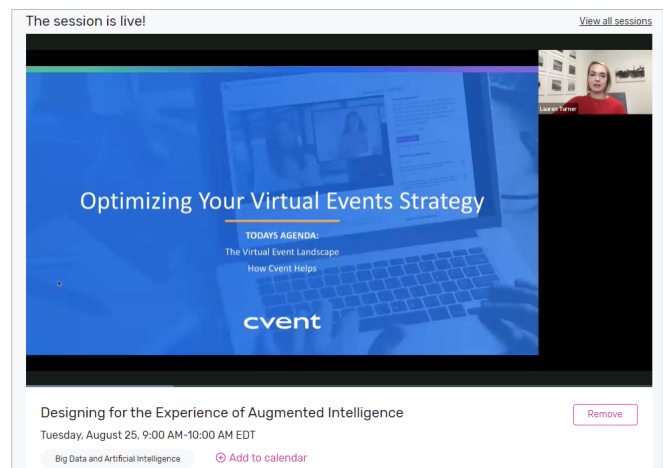 The session is live!
View all sessions
Lauren Turner
Optimizing Your Virtual Events Strategy
TODAYS AGENDA:
The Virtual Event Landscape
How Cvent Helps
cvent
Designing for the Experience of Augmented Intelligence
Remove
Tuesday, August 25, 9:00 AM-10:00 AM EDT
Big Data and Artificial Intelligence
Add to calendar